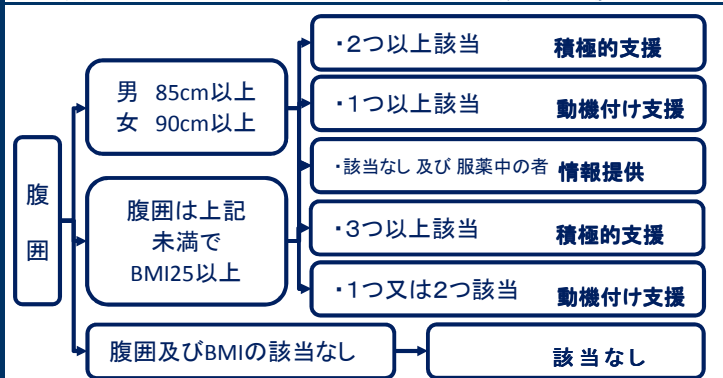 腹
囲
男 85cm以上
女 90cm以上
腹囲は上記
未満で
BMI25以上
腹囲及びBMIの該当なし
・2つ以上該当 積極的支援
・1つ以上該当 動機付け支援
・該当なし 及び 服薬中の者 情報提供
・3つ以上該当 積極的支援
・1つ又は2つ該当 動機付け支援
該当なし